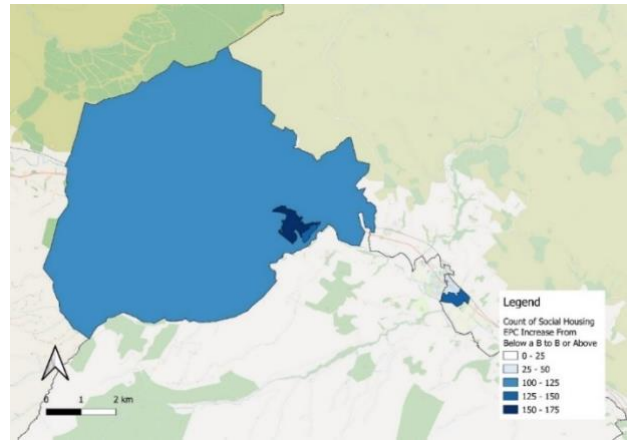 Legend
Count of Social Housing
EPC Increase From
Below a B to B or Above
0 - 25
25 - 50
100 - 125
125 - 150
150 - 175
0 1 2 km